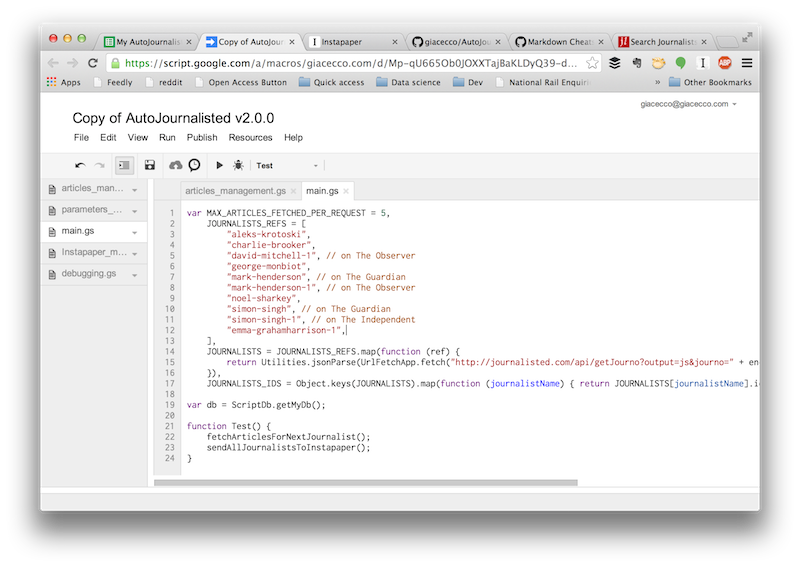 My AutoJournalis
Copy of AutoJour
Instapaper
giacecco/AutoJou
Markdown Cheat
Search Journalist
https://script.google.com/a/macros/giacecco.com/d/Mp-qU665Ob0JOXXTajBaKLDyQ39-d...
ABP
Apps
Feedly
reddit
Open Access Button
Quick access
Data science
Dev
National Rail Enquir
»
Other Bookmarks
giacecco@giacecco.com
Copy of AutoJournalisted v2.0.0
File Edit View Run Publish Resources Help
Test
articles_man...
parameters_...
main.gs
Instapaper_m...
debugging.gs
articles_management.gs ×
main.gs ×
1 var MAX_ARTICLES_FETCHED_PER_REQUEST = 5,
2 JOURNALISTS_REFS = [
3 "aleks-krotoski",
4 "charlie-brooker",
5 "david-mitchell-1", // on The Observer
6 "george-monbiot",
7 "mark-henderson", // on The Guardian
8 "mark-henderson-1", // on The Observer
9 "noel-sharkey",
10 "simon-singh", // on The Guardian
11 "simon-singh-1", // on The Independent
12 "emma-grahamharrison-1",
13 ],
14 JOURNALISTS = JOURNALISTS_REFS.map(function (ref) {
15 return Utilities.jsonParse(UrlFetchApp.fetch("http://journalisted.com/api/getJourno?output=js&journo=" + en
16 }),
17 JOURNALISTS_IDS = Object.keys(JOURNALISTS).map(function (journalistName) { return JOURNALISTS[journalistName].i
18
19 var db = ScriptDb.getMyDb();
20
21 function Test() {
22 fetchArticlesForNextJournalist();
23 sendAllJournalistsToInstapaper();
24 }